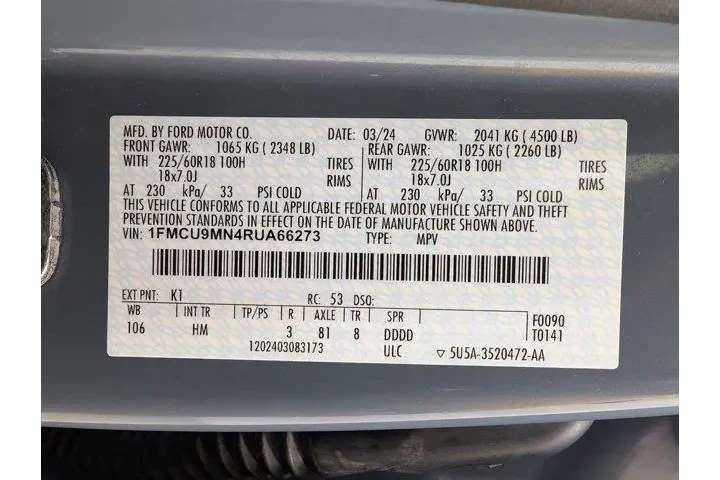 MFD. BY FORD MOTOR CO. DATE: 03/24 GVWR: 2041 KG ( 4500 LB)
FRONT GAWR: 1065 KG ( 2348 LB) REAR GAWR: 1025 KG ( 2260 LB)
WITH 225/60R18 100H TIRES WITH 225/60R18 100H TIRES
18x7.0J RIMS 18x7.0J RIMS
AT 230 kPa/ 33 PSI COLD AT 230 kPa/ 33 PSI COLD
THIS VEHICLE CONFORMS TO ALL APPLICABLE FEDERAL MOTOR VEHICLE SAFETY AND THEFT
PREVENTION STANDARDS IN EFFECT ON THE DATE OF MANUFACTURE SHOWN ABOVE.
VIN: 1FMCU9MN4RUA66273 TYPE: MPV
EXT PNT: K1 RC: 53 DSO:
WB INT TR TP/PS R AXLE TR SPR F0090
106 HM 3 81 8 DDDD T0141
1202403083173 ULC ▽ 5U5A-3520472-AA